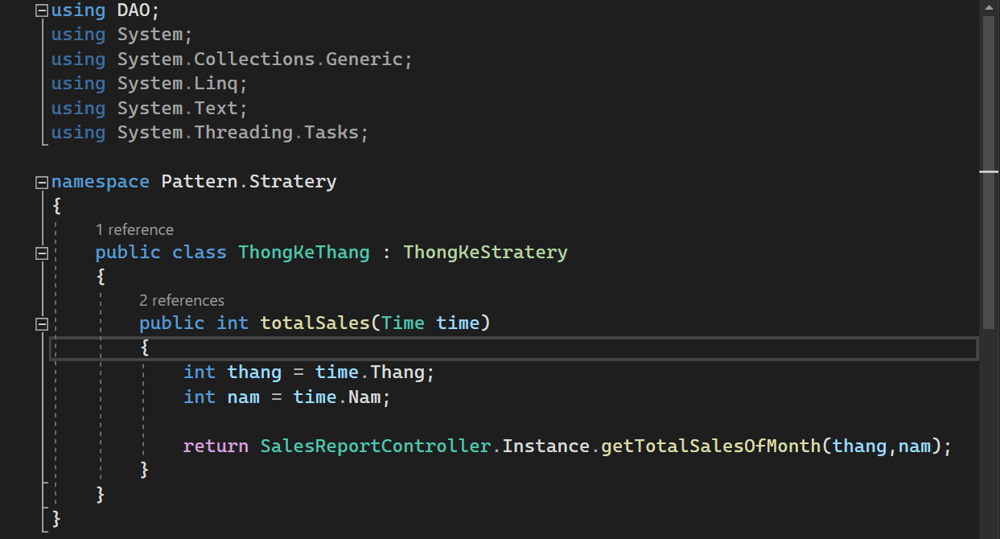 using DAO;
using System;
using System.Collections.Generic;
using System.Linq;
using System.Text;
using System.Threading.Tasks;
namespace Pattern.Stratery
{
1 reference
public class ThongKeThang : ThongKeStratery
{
2 references
public int totalSales(Time time)
{
int thang = time.Thang;
int nam = time.Nam;
return SalesReportController.Instance.getTotalSalesOfMonth(thang,nam);
}
}
}